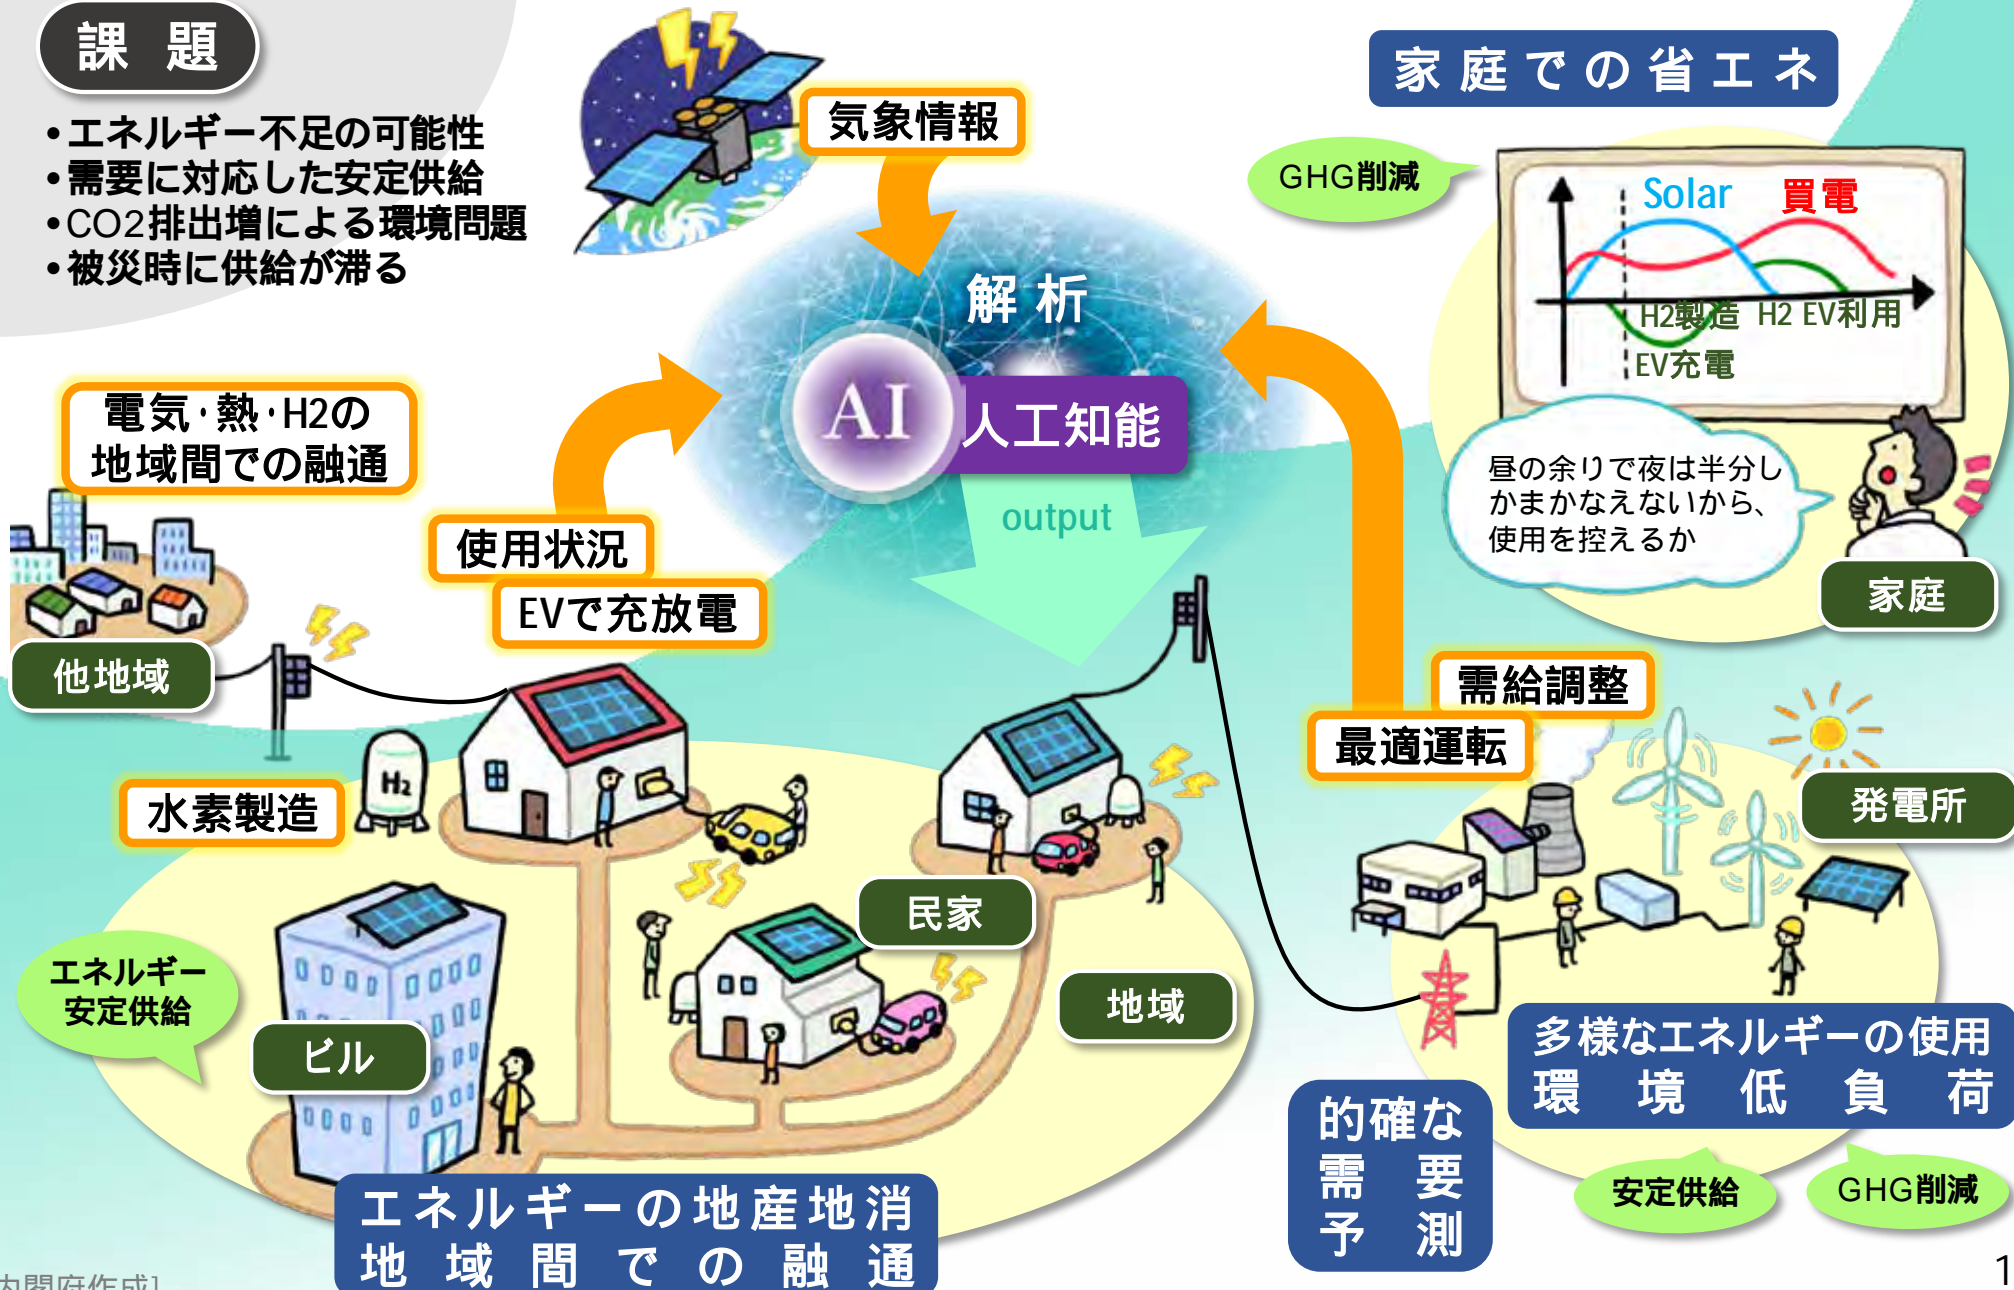 課題
•エネルギー不足の可能性
•需要に対応した安定供給
•CO2排出増による環境問題
•被災時に供給が滞る
気象情報
家庭での省エネ
GHG削減
Solar
買電
H2製造
H2 EV利用
EV充電
解析
AI
人工知能
output
昼の余りで夜は半分し
かまかなえないから、
使用を控えるか
家庭
電気・熱・H2の
地域間での融通
使用状況
EVで充放電
他地域
需給調整
最適運転
水素製造
H2
発電所
民家
エネルギー
安定供給
地域
ビル
多様なエネルギーの使用
環境低負荷
的確な
需要
予測
安定供給
GHG削減
エネルギーの地産地消
地域間での融通
内閣府作成]
1